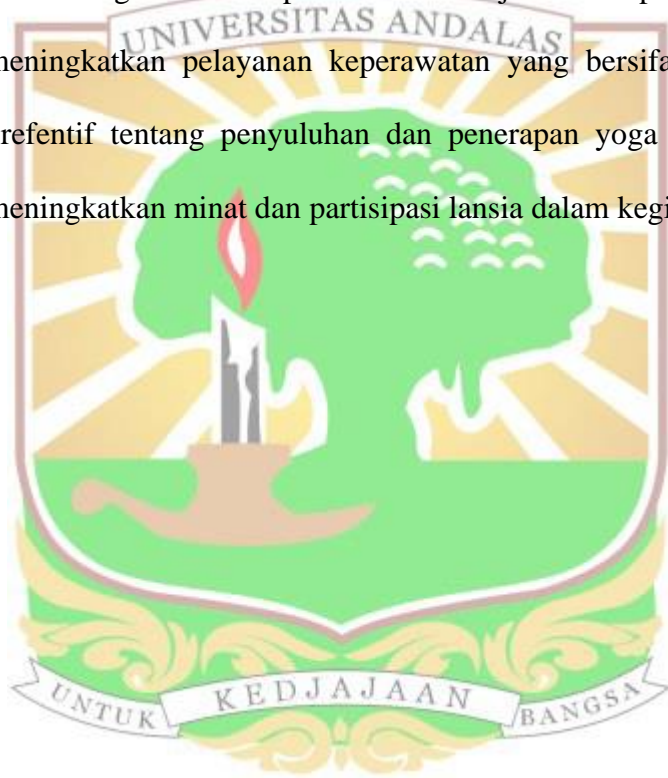 UNIVERSITAS ANDALAS
meningkatkan pelayanan keperawatan yang bersifa
refentif tentang penyuluhan dan penerapan yoga
meningkatkan minat dan partisipasi lansia dalam kegi
UNTUK KEDJAJAAN BANGSA